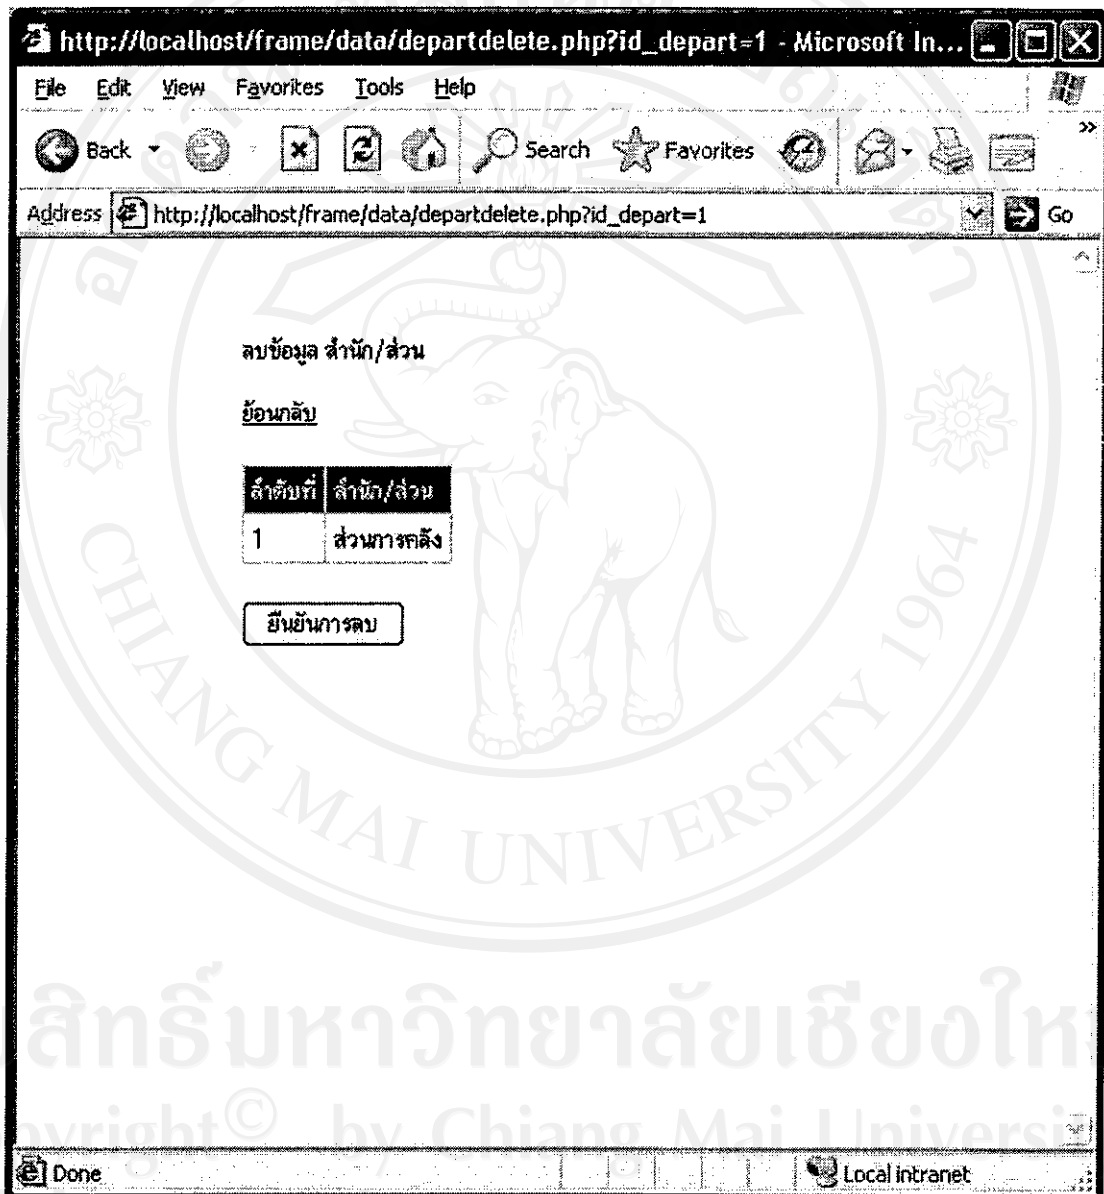 http://localhost/frame/data/departdelete.php?id_depart=1 - Microsoft In...
File Edit View Favorites Tools Help
Back Search Favorites »
Address http://localhost/frame/data/departdelete.php?id_depart=1 Go
ลบข้อมูล สำนัก/ส่วน
ย้อนกลับ
ลำดับที่ สำนัก/ส่วน
1 ส่วนการคลัง
ยืนยันการลบ
CHIANG MAI UNIVERSITY 1964
สิทธิ์มหาวิทยาลัยเชียงให
opyright© by Chiang Mai Universi
Done Local intranet